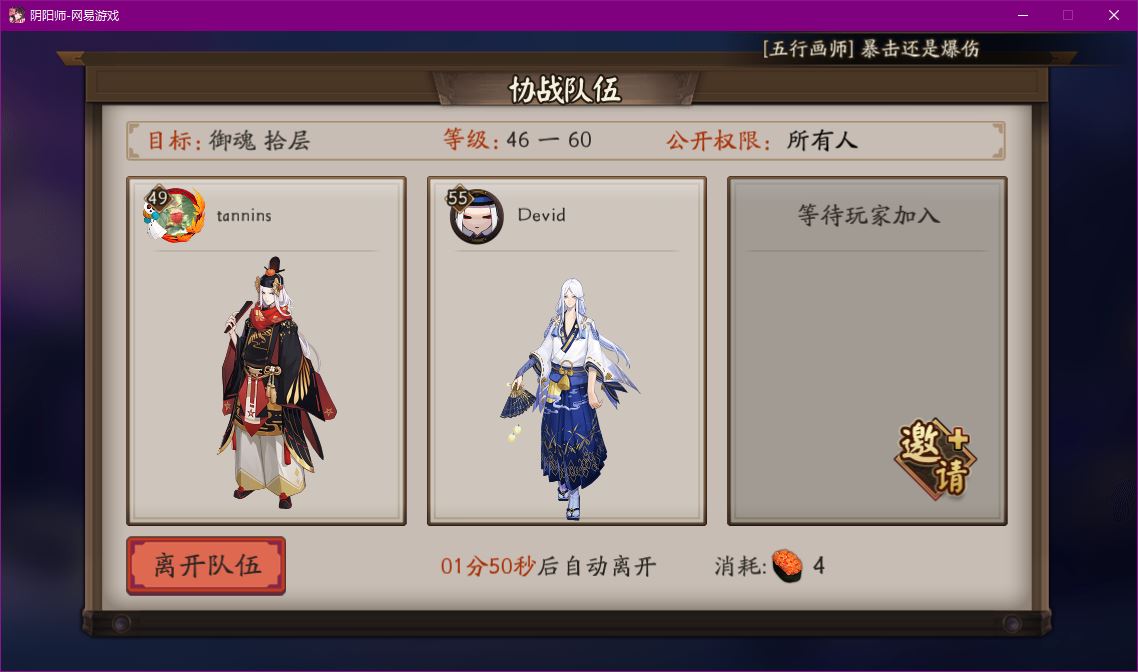 阴阳师-网易游戏
[五行画师] 暴击还是爆伤
协战队伍
目标: 御魂 拾层 等级: 46 一 60 公开权限: 所有人
49 tannins
55 Devid
等待玩家加入
邀+请
离开队伍 01分50秒后自动离开 消耗: 4